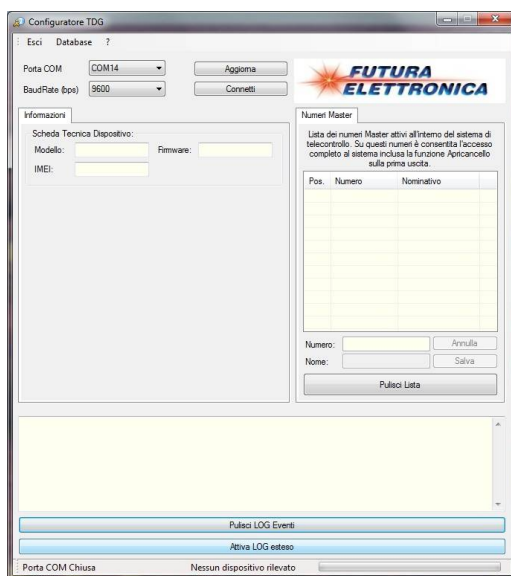 Configuratore TDG
Esci Database ?
Porta COM COM14 Aggiorna
BaudRate (bps) 9600 Connetti
FUTURA
ELETTRONICA
Informazioni
Scheda Tecnica Dispositivo:
Modello: Firmware:
IMEI:
Numeri Master
Lista dei numeri Master attivi all'interno del sistema di
telecontrollo. Su questi numeri è consentita l'accesso
completo al sistema inclusa la funzione Apricancello
sulla prima uscita.
Pos. Numero Nominativo
Numero: Annulla
Nome: Salva
Pulisci Lista
Pulisci LOG Eventi
Attiva LOG esteso
Porta COM Chiusa Nessun dispositivo rilevato